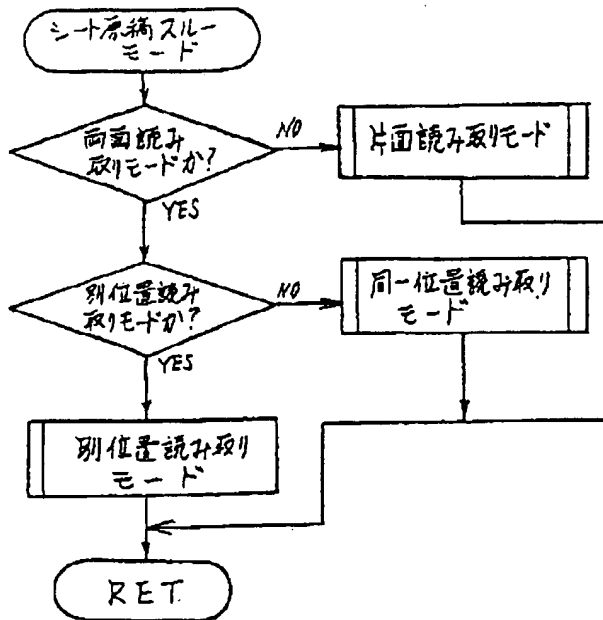 シート原稿スルー
モード
両面読み
取りモードか?
NO
片面読み取りモード
YES
別位置読み
取りモードか?
NO
同一位置読み取り
モード
YES
別位置読み取り
モード
RET